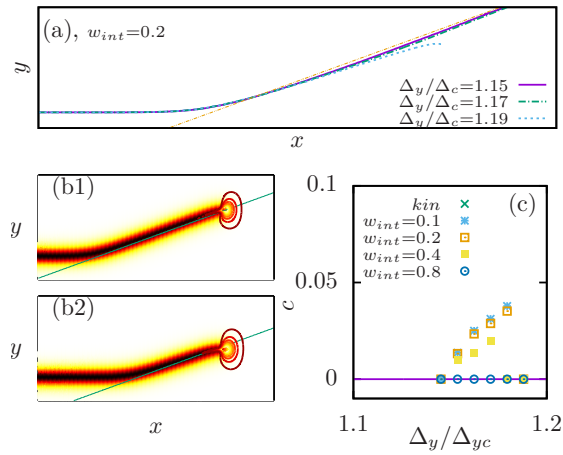 (a), w_int=0.2
y
Δ_y/Δ_c=1.15
Δ_y/Δ_c=1.17
Δ_y/Δ_c=1.19
x
(b1)
y
(b2)
y
x
0.1
kin (c)
w_int=0.1
w_int=0.2
w_int=0.4
w_int=0.8
0.05
c
0
1.1 1.2
Δ_y/Δ_yc